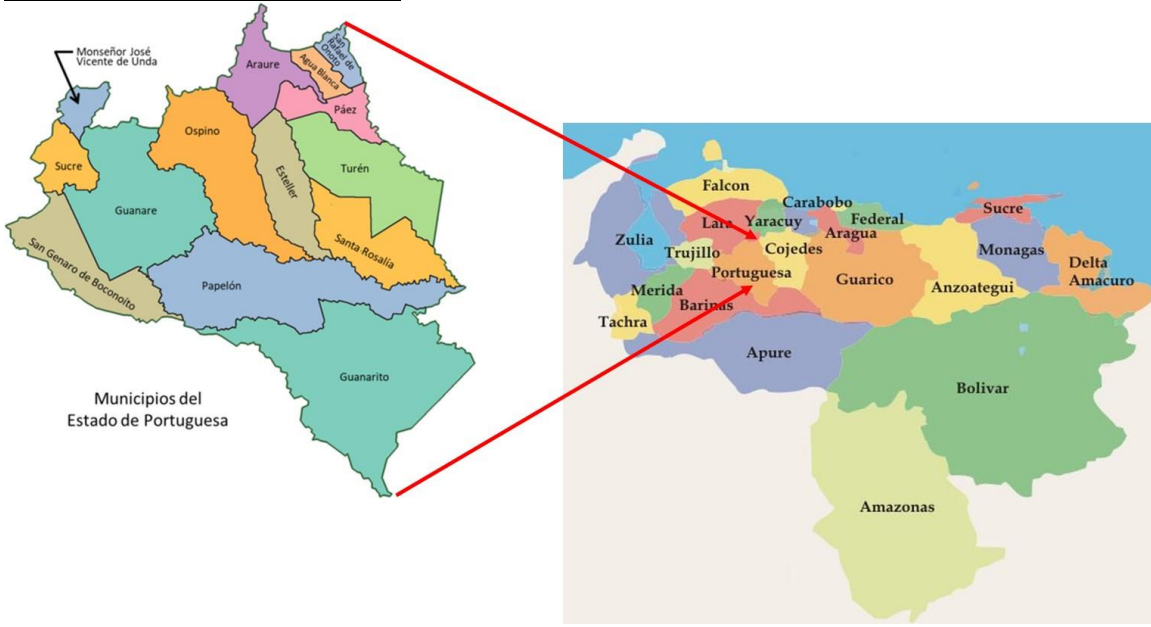 Monseñor José
Vicente de Unda
Araure
San
Rafael de
Onoto
Agua Blanca
Páez
Ospino
Sucre
Esteller
Turén
Guanare
Santa Rosalía
San Genaro de Boconoito
Papelón
Guanarito
Municipios del
Estado de Portuguesa
Falcon
Carabobo
Lara
Yaracuy
Federal
Sucre
Aragua
Zulia
Trujillo
Cojedes
Monagas
Portuguesa
Guarico
Delta
Amacuro
Merida
Barinas
Anzoategui
Tachra
Apure
Bolivar
Amazonas